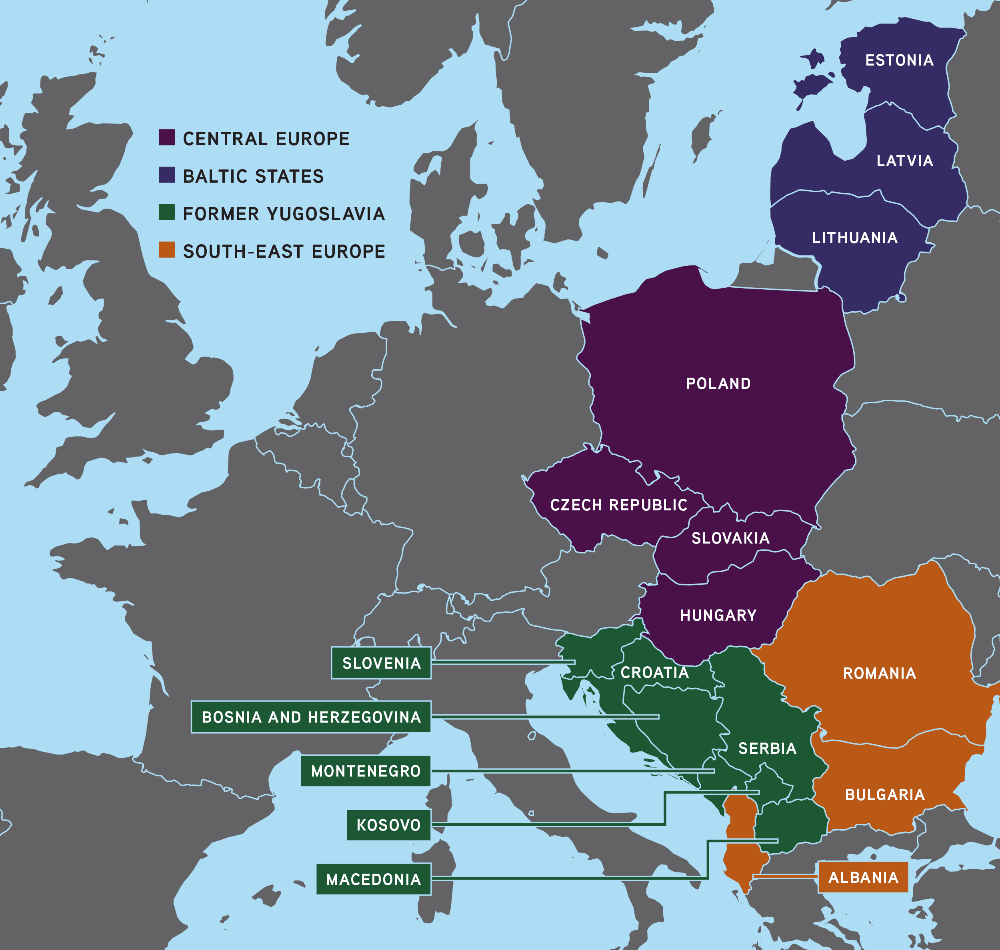 CENTRAL EUROPE
BALTIC STATES
FORMER YUGOSLAVIA
SOUTH-EAST EUROPE
ESTONIA
LATVIA
LITHUANIA
POLAND
CZECH REPUBLIC
SLOVAKIA
HUNGARY
SLOVENIA
CROATIA
ROMANIA
BOSNIA AND HERZEGOVINA
SERBIA
MONTENEGRO
BULGARIA
KOSOVO
MACEDONIA
ALBANIA